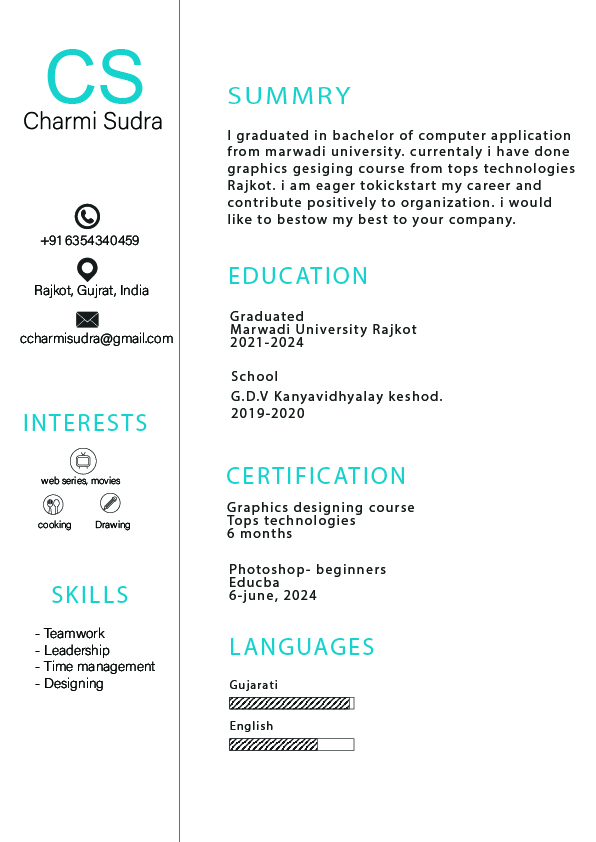 CS
Charmi Sudra
+91 6354340459
Rajkot, Gujrat, India
ccharmisudra@gmail.com
INTERESTS
web series, movies
cooking
Drawing
SKILLS
- Teamwork
- Leadership
- Time management
- Designing
SUMMRY
I graduated in bachelor of computer application
from marwadi university. currentaly i have done
graphics gesiging course from tops technologies
Rajkot. i am eager tokickstart my career and
contribute positively to organization. i would
like to bestow my best to your company.
EDUCATION
Graduated
Marwadi University Rajkot
2021-2024
School
G.D.V Kanyavidhyalay keshod.
2019-2020
CERTIFICATION
Graphics designing course
Tops technologies
6 months
Photoshop- beginners
Educba
6-june, 2024
LANGUAGES
Gujarati
English